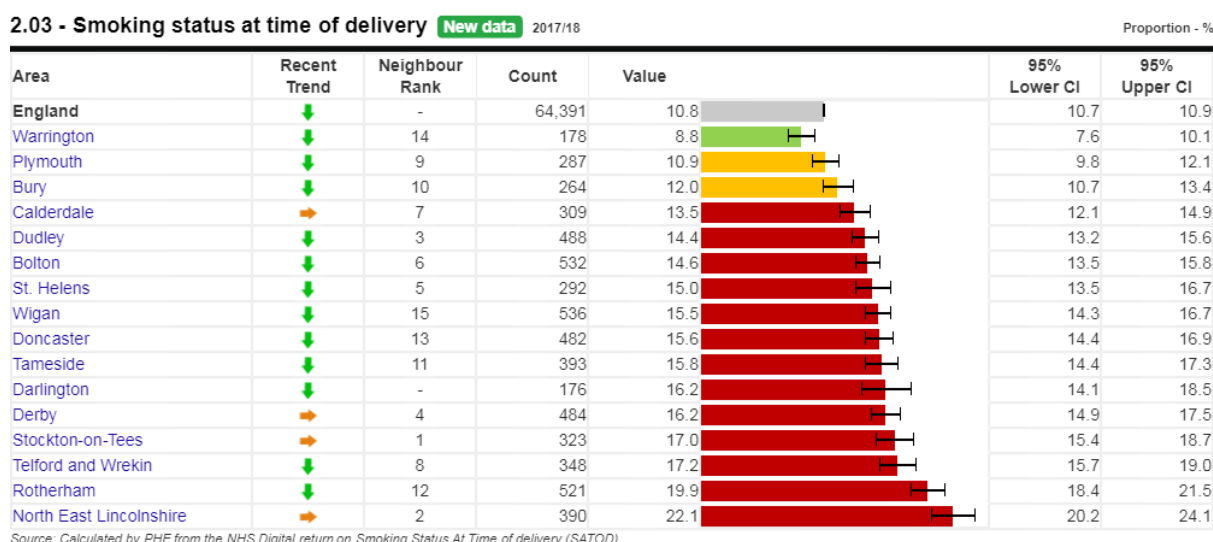 2.03 - Smoking status at time of delivery New data 2017/18 Proportion - %
Area Recent Trend Neighbour Rank Count Value 95% Lower CI 95% Upper CI
England - 64,391 10.8 10.7 10.9
Warrington 14 178 8.8 7.6 10.1
Plymouth 9 287 10.9 9.8 12.1
Bury 10 264 12.0 10.7 13.4
Calderdale 7 309 13.5 12.1 14.9
Dudley 3 488 14.4 13.2 15.6
Bolton 6 532 14.6 13.5 15.8
St. Helens 5 292 15.0 13.5 16.7
Wigan 15 536 15.5 14.3 16.7
Doncaster 13 482 15.6 14.4 16.9
Tameside 11 393 15.8 14.4 17.3
Darlington - 176 16.2 14.1 18.5
Derby 4 484 16.2 14.9 17.5
Stockton-on-Tees 1 323 17.0 15.4 18.7
Telford and Wrekin 8 348 17.2 15.7 19.0
Rotherham 12 521 19.9 18.4 21.5
North East Lincolnshire 2 390 22.1 20.2 24.1
Source: Calculated by PHE from the NHS Digital return on Smoking Status At Time of delivery (SATOD)